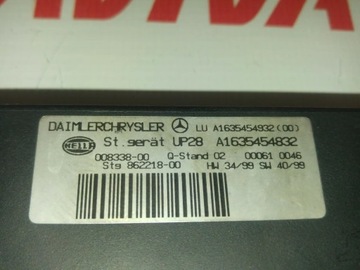 DAIMLERCHRYSLER LU A1635454932(00)
HELLA St.gerät UP28 A1635454832
008338-00 Q-Stand 02 00061 0046
Stg 862218-00 HW 34/99 SW 40/99